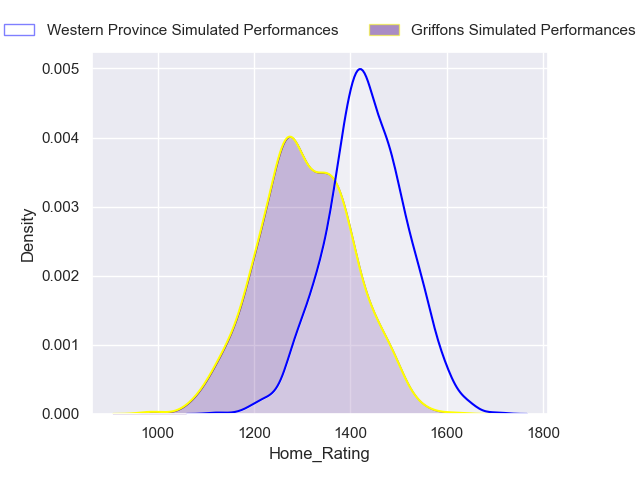 Western Province Simulated Performances Griffons Simulated Performances
0.005
0.004
0.003
0.002
0.001
0.000
Density
1000 1200 1400 1600 1800
Home_Rating